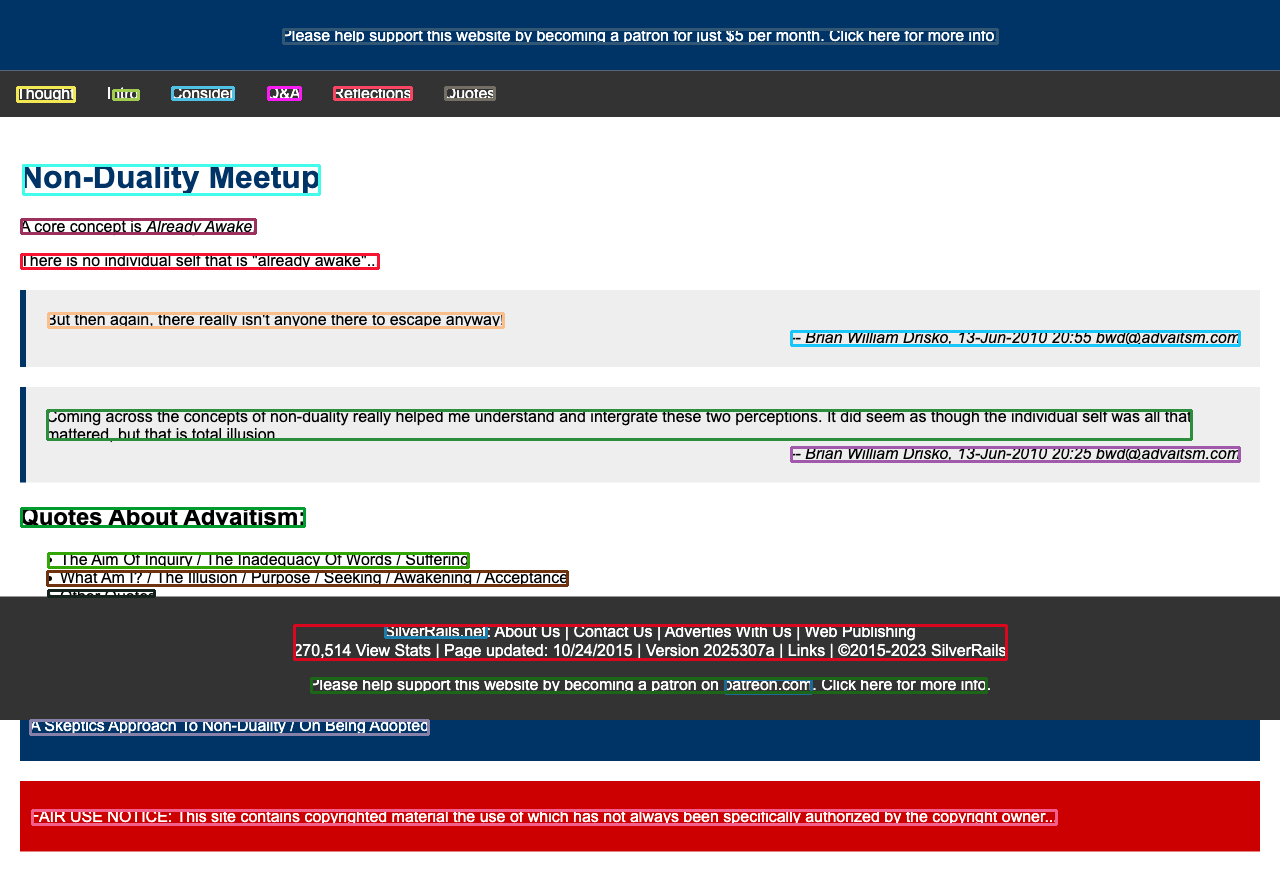 Please help support this website by becoming a patron for just $5 per month. Click here for more info
Thought Intro Consider Q&A Reflections Quotes
Non-Duality Meetup
A core concept is Already Awake
There is no individual self that is "already awake"...
But then again, there really isn't anyone there to escape anyway!
-- Brian William Drisko, 13-Jun-2010 20:55 bwd@advaitsm.com
Coming across the concepts of non-duality really helped me understand and intergrate these two perceptions. It did seem as though the individual self was all that
mattered, but that is total illusion
-- Brian William Drisko, 13-Jun-2010 20:25 bwd@advaitsm.com
Quotes About Advaitism:
• The Aim Of Inquiry / The Inadequacy Of Words / Suffering
• What Am I? / The Illusion / Purpose / Seeking / Awakening / Acceptance
• Other Quotes
SilverRails.net: About Us | Contact Us | Adverties With Us | Web Publishing
270,514 View Stats | Page updated: 10/24/2015 | Version 2025307a | Links | ©2015-2023 SilverRails
Please help support this website by becoming a patron on patreon.com. Click here for more info.
A Skeptics Approach To Non-Duality / On Being Adopted
FAIR USE NOTICE: This site contains copyrighted material the use of which has not always been specifically authorized by the copyright owner...